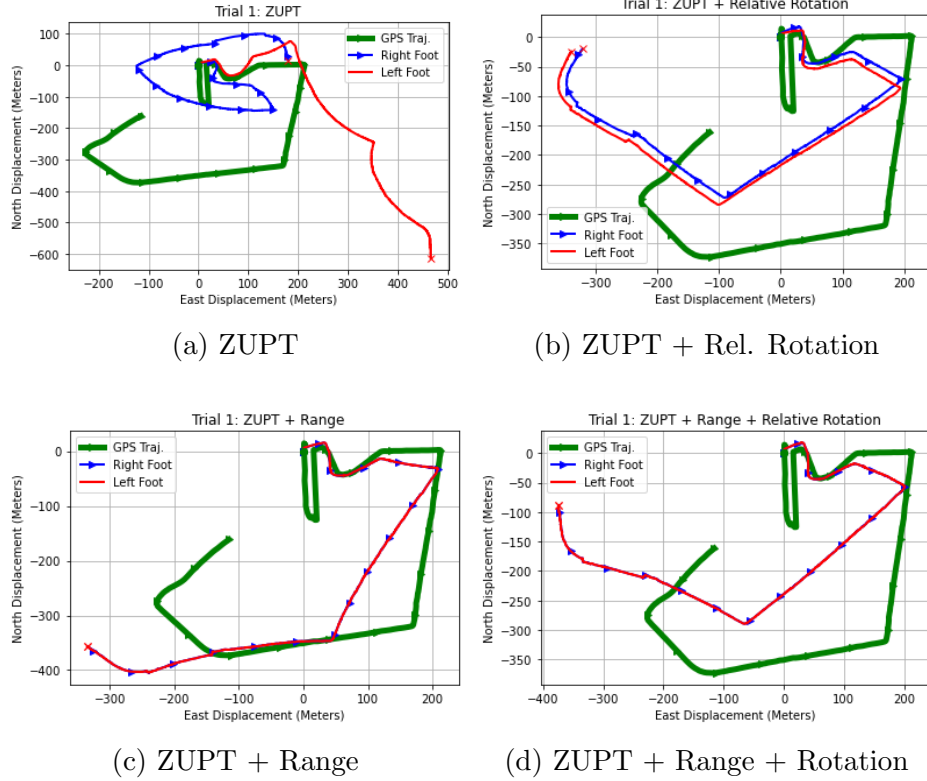 Trial 1: ZUPT
GPS Traj.
Right Foot
Left Foot
100
0
−100
−200
−300
−400
−500
−600
North Displacement (Meters)
−200 −100 0 100 200 300 400 500
East Displacement (Meters)
(a) ZUPT
Trial 1: ZUPT + Relative Rotation
0
−50
−100
−150
−200
−250
−300
−350
North Displacement (Meters)
GPS Traj.
Right Foot
Left Foot
−300 −200 −100 0 100 200
East Displacement (Meters)
(b) ZUPT + Rel. Rotation
Trial 1: ZUPT + Range
GPS Traj.
Right Foot
Left Foot
0
−100
−200
−300
−400
North Displacement (Meters)
−300 −200 −100 0 100 200
East Displacement (Meters)
(c) ZUPT + Range
Trial 1: ZUPT + Range + Relative Rotation
GPS Traj.
Right Foot
Left Foot
0
−50
−100
−150
−200
−250
−300
−350
North Displacement (Meters)
−400 −300 −200 −100 0 100 200
East Displacement (Meters)
(d) ZUPT + Range + Rotation